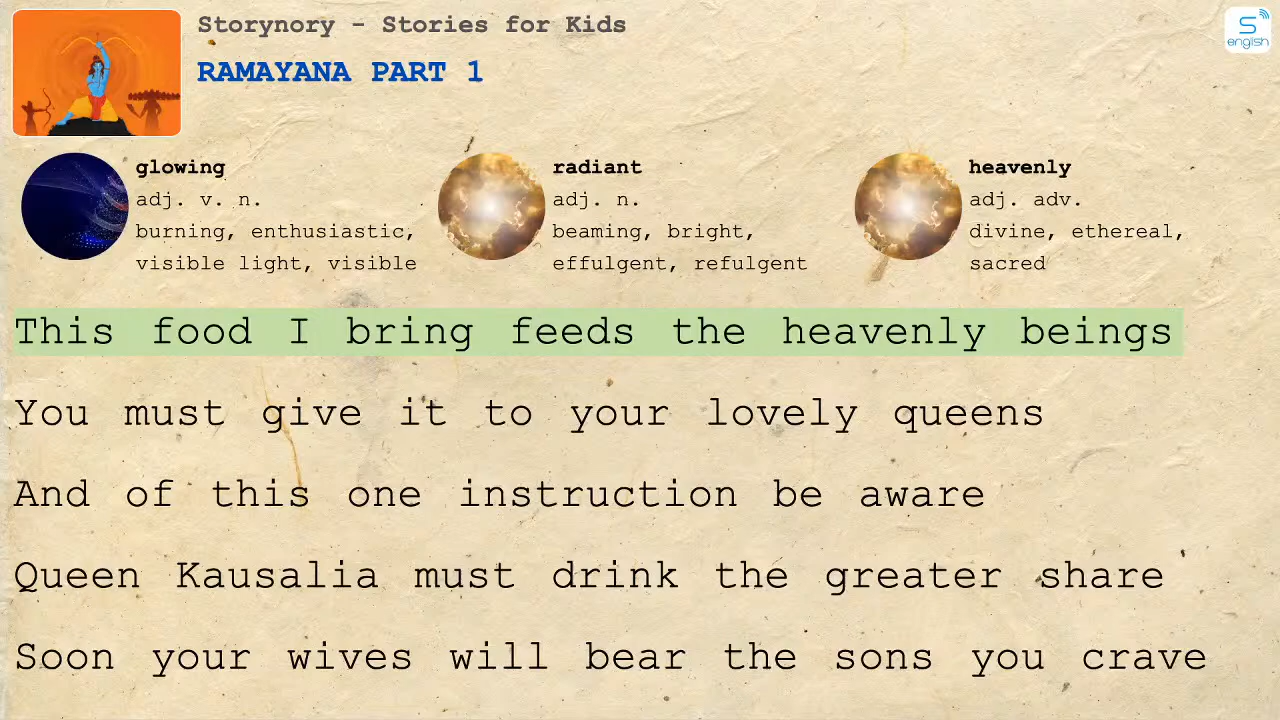 Storynory - Stories for Kids
RAMAYANA PART 1
S
english
glowing
adj. v. n.
burning, enthusiastic,
visible light, visible
radiant
adj. n.
beaming, bright,
effulgent, refulgent
heavenly
adj. adv.
divine, ethereal,
sacred
This food I bring feeds the heavenly beings
You must give it to your lovely queens
And of this one instruction be aware
Queen Kausalia must drink the greater share
Soon your wives will bear the sons you crave